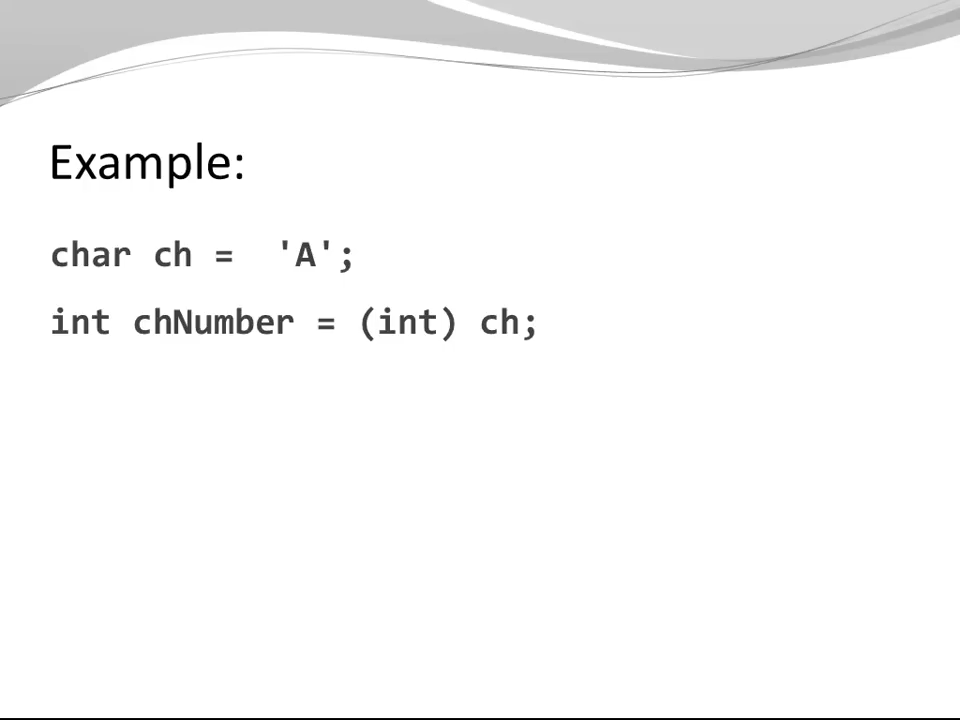 Example:
char ch =  'A';
int chNumber = (int) ch;